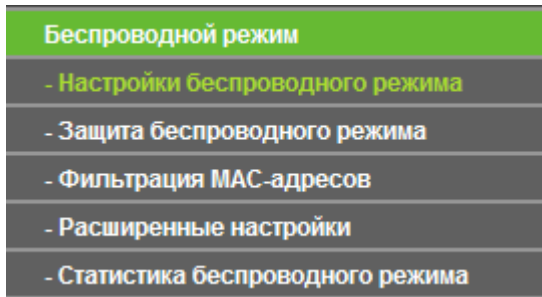 Беспроводной режим
- Настройки беспроводного режима
- Защита беспроводного режима
- Фильтрация MAC-адресов
- Расширенные настройки
- Статистика беспроводного режима